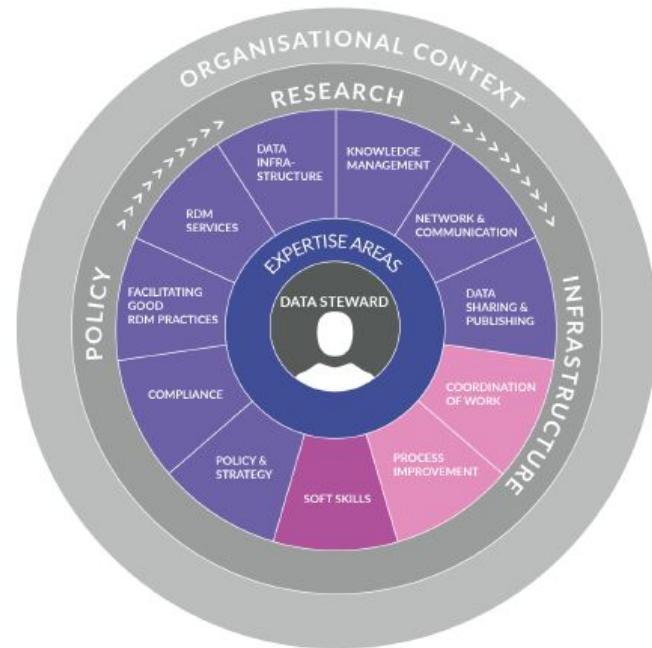 ORGANISATIONAL CONTEXT
RESEARCH
>>>>>>>>>>
>>>>>>>>>>
POLICY
INFRASTRUCTURE
DATA
INFRA-
STRUCTURE
KNOWLEDGE
MANAGEMENT
RDM
SERVICES
NETWORK &
COMMUNICATION
FACILITATING
GOOD
RDM PRACTICES
DATA
SHARING &
PUBLISHING
COMPLIANCE
COORDINATION
OF WORK
POLICY &
STRATEGY
PROCESS
IMPROVEMENT
SOFT SKILLS
EXPERTISE AREAS
DATA STEWARD